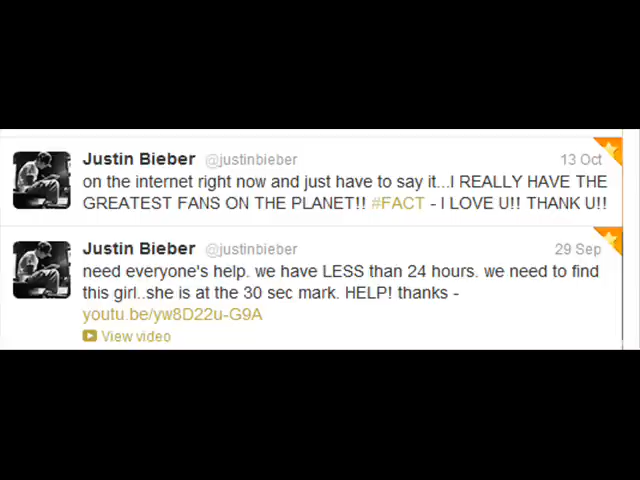 Justin Bieber @justinbieber 13 Oct
on the internet right now and just have to say it...I REALLY HAVE THE
GREATEST FANS ON THE PLANET!! #FACT - I LOVE U!! THANK U!!
Justin Bieber @justinbieber 29 Sep
need everyone's help. we have LESS than 24 hours. we need to find
this girl..she is at the 30 sec mark. HELP! thanks -
youtu.be/yw8D22u-G9A
View video